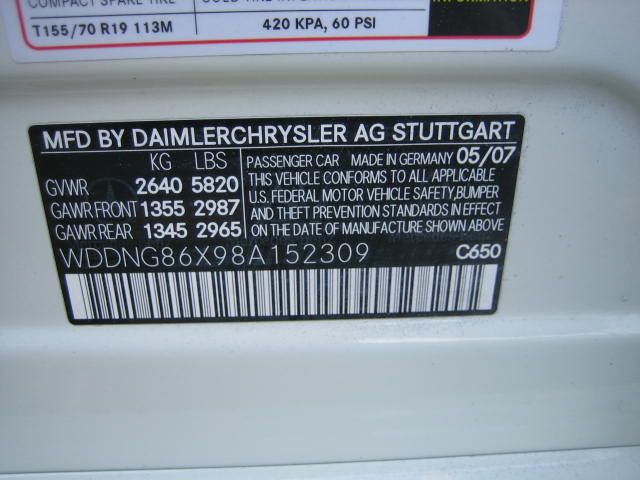 COMPACT SPARE TIRE
T155/70 R19 113M 420 KPA, 60 PSI
INFORMATION
MFD BY DAIMLERCHRYSLER AG STUTTGART
KG LBS PASSENGER CAR MADE IN GERMANY 05/07
GVWR 2640 5820 THIS VEHICLE CONFORMS TO ALL APPLICABLE
GAWR FRONT 1355 2987 U.S. FEDERAL MOTOR VEHICLE SAFETY, BUMPER
GAWR REAR 1345 2965 AND THEFT PREVENTION STANDARDS IN EFFECT
ON THE DATE OF MANUFACTURE SHOWN ABOVE
WDDNG86X98A152309 C650